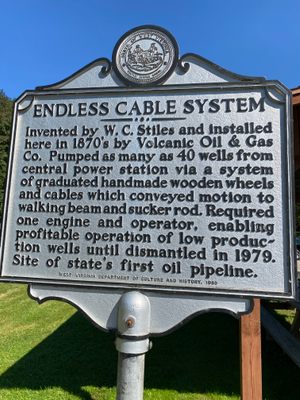 ENDLESS CABLE SYSTEM
Invented by W. C. Stiles and installed
here in 1870's by Volcanic Oil & Gas
Co. Pumped as many as 40 wells from
central power station via a system
of graduated handmade wooden wheels
and cables which conveyed motion to
walking beam and sucker rod. Required
one engine and operator, enabling
profitable operation of low produc-
tion wells until dismantled in 1979.
Site of state's first oil pipeline.
WEST VIRGINIA DEPARTMENT OF CULTURE AND HISTORY, 1980